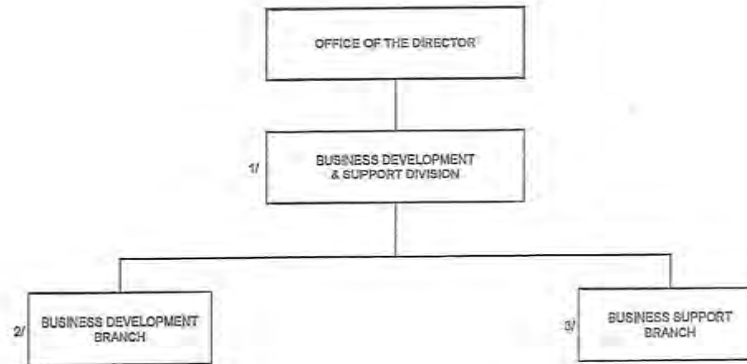 OFFICE OF THE DIRECTOR
1/
BUSINESS DEVELOPMENT
& SUPPORT DIVISION
2/
BUSINESS DEVELOPMENT
BRANCH
3/
BUSINESS SUPPORT
BRANCH